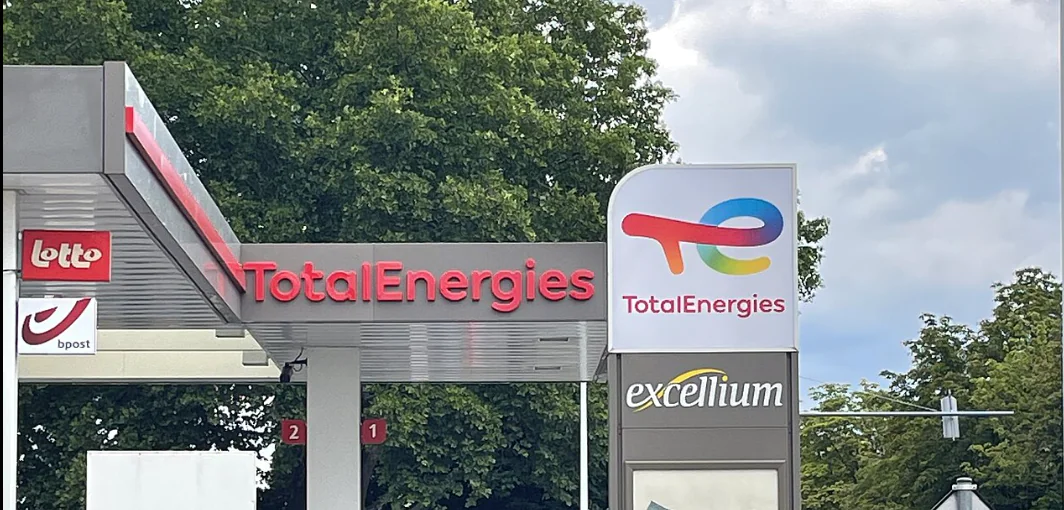 Lotto
bpost
TotalEnergies
2
1
TotalEnergies
excellium